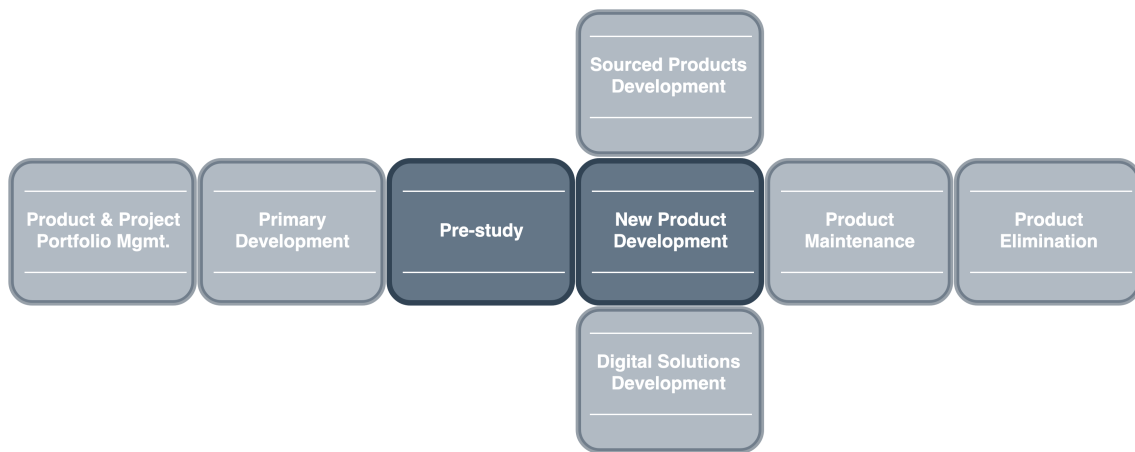 Sourced Products
Development
Product & Project
Portfolio Mgmt.
Primary
Development
Pre-study
New Product
Development
Product
Maintenance
Product
Elimination
Digital Solutions
Development